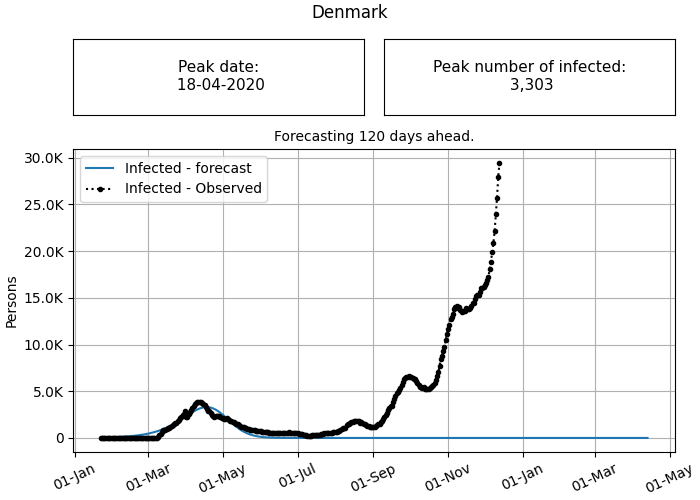 Denmark
Peak date:
18-04-2020
Peak number of infected:
3,303
Forecasting 120 days ahead.
Infected - forecast
Infected - Observed
30.0K
25.0K
20.0K
15.0K
10.0K
5.0K
0
Persons
01-Jan
01-Mar
01-May
01-Jul
01-Sep
01-Nov
01-Jan
01-Mar
01-May